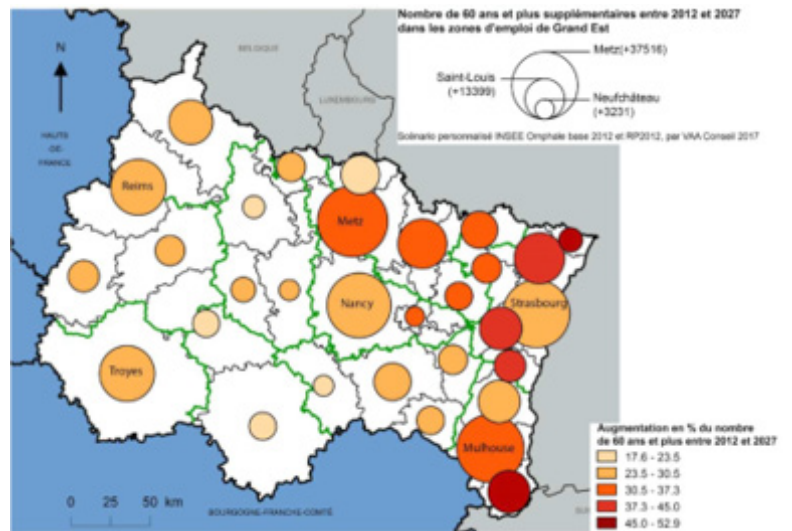 Nombre de 60 ans et plus supplémentaires entre 2012 et 2027
dans les zones d'emploi de Grand Est
Metz(+37516)
Saint-Louis
(+13399)
Neufchâteau
(+3231)
Scénario personnalisé INSEE Omphale base 2012 et RP2012, par VAA Conseil 2017
N
BELGIQUE
LUXEMBOURG
HAUTS-
DE-
FRANCE
Reims
Metz
Nancy
Strasbourg
Troyes
Mulhouse
Augmentation en % du nombre
de 60 ans et plus entre 2012 et 2027
17.6 - 23.5
23.5 - 30.5
30.5 - 37.3
37.3 - 45.0
45.0 - 52.9
0 25 50 km
BOURGOGNE-FRANCHE-COMTÉ